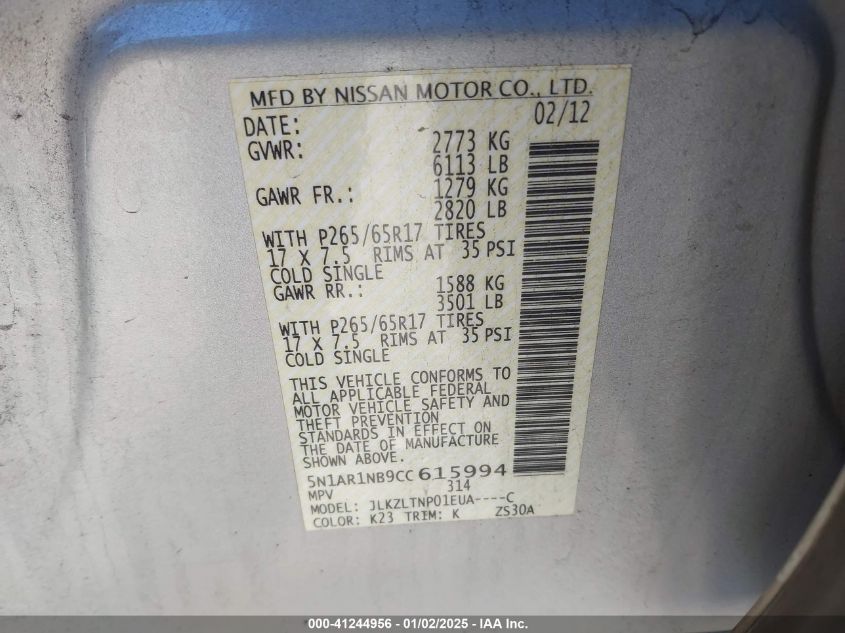 MFD BY NISSAN MOTOR CO., LTD.
DATE: 02/12
GVWR: 2773 KG
6113 LB
GAWR FR.: 1279 KG
2820 LB
WITH P265/65R17 TIRES
17 X 7.5 RIMS AT 35 PSI
COLD SINGLE
GAWR RR.: 1588 KG
3501 LB
WITH P265/65R17 TIRES
17 X 7.5 RIMS AT 35 PSI
COLD SINGLE
THIS VEHICLE CONFORMS TO
ALL APPLICABLE FEDERAL
MOTOR VEHICLE SAFETY AND
THEFT PREVENTION
STANDARDS IN EFFECT ON
THE DATE OF MANUFACTURE
SHOWN ABOVE.
5N1AR1NB9CC615994
MPV 314
MODEL: JLKZLTNP01EUA----C
COLOR: K23 TRIM: K ZS30A
000-41244956 - 01/02/2025 - IAA Inc.